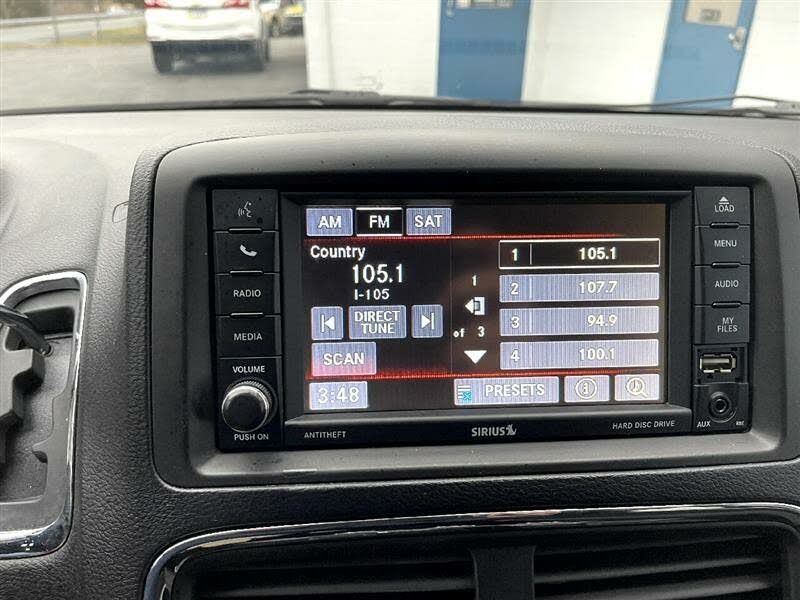 AM FM SAT
Country
105.1
I-105
DIRECT
TUNE
SCAN
3:48
1
of 3
1 105.1
2 107.7
3 94.9
4 100.1
PRESETS
RADIO
MEDIA
VOLUME
PUSH ON
ANTITHEFT
SIRIUS
HARD DISC DRIVE
LOAD
MENU
AUDIO
MY
FILES
AUX